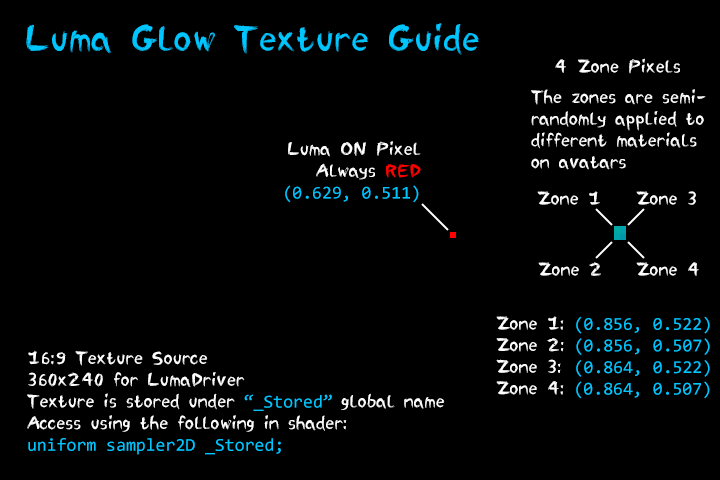 Luma Glow Texture Guide
4 Zone Pixels
The zones are semi-
randomly applied to
different materials
on avatars
Luma ON Pixel
Always RED
(0.629, 0.511)
Zone 1 Zone 3
Zone 2 Zone 4
Zone 1: (0.856, 0.522)
Zone 2: (0.856, 0.507)
Zone 3: (0.864, 0.522)
Zone 4: (0.864, 0.507)
16:9 Texture Source
360x240 for LumaDriver
Texture is stored under “_Stored” global name
Access using the following in shader:
uniform sampler2D _Stored;